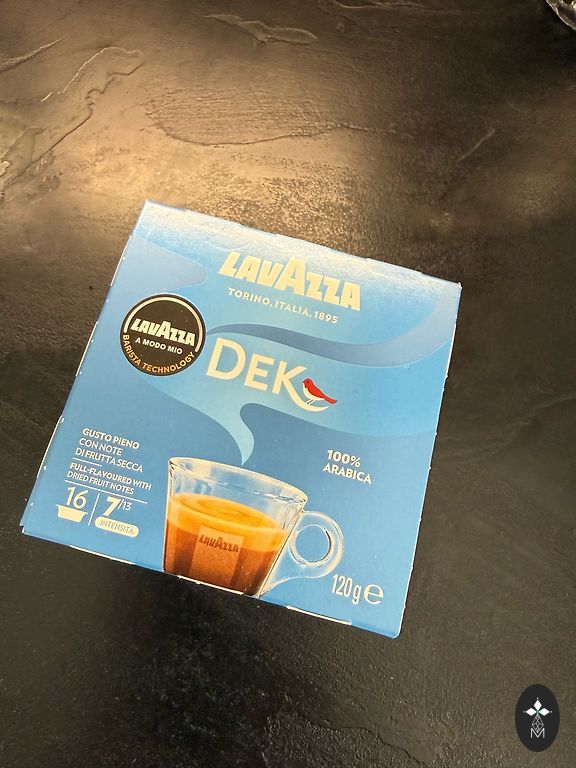 LAVAZZA
TORINO, ITALIA, 1895
LAVAZZA
A MODO MIO
BARISTA TECHNOLOGY
DEK
GUSTO PIENO
CON NOTE
DI FRUTTA SECCA
FULL-FLAVOURED WITH
DRIED FRUIT NOTES
16
7/13
INTENSITÀ
100%
ARABICA
LAVAZZA
120g e
M